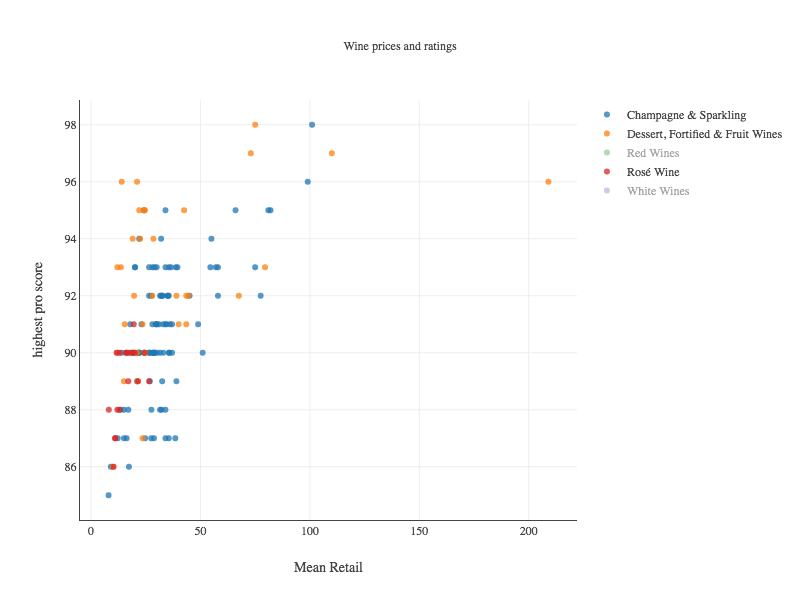 Wine prices and ratings
Champagne & Sparkling
Dessert, Fortified & Fruit Wines
Red Wines
Rosé Wine
White Wines
highest pro score
98
96
94
92
90
88
86
0
50
100
150
200
Mean Retail